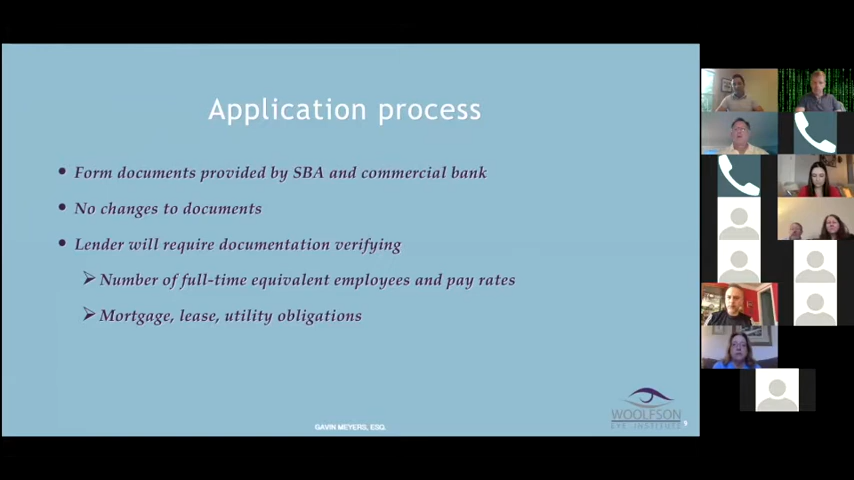 Application process
Form documents provided by SBA and commercial bank
No changes to documents
Lender will require documentation verifying
Number of full-time equivalent employees and pay rates
Mortgage, lease, utility obligations
WOOLFSON
EYE INSTITUTE
GAVIN MEYERS, ESQ.
9